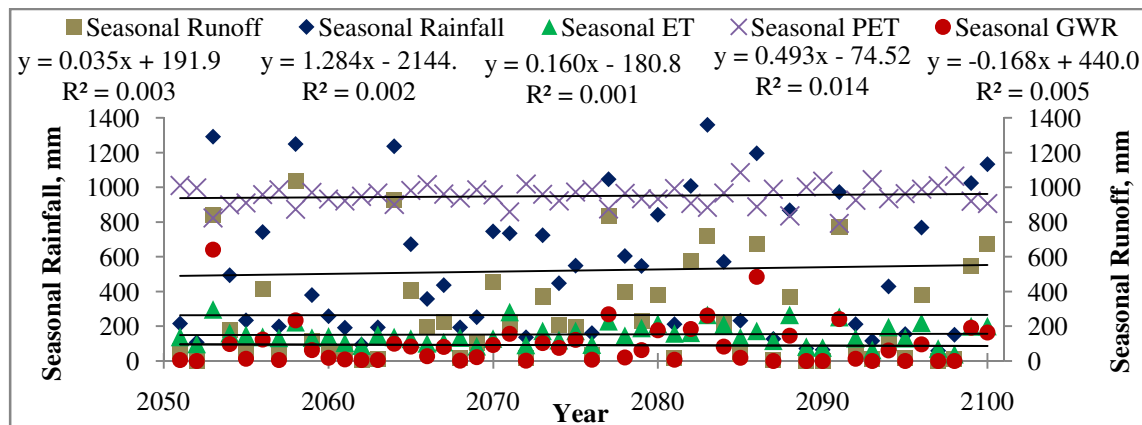 Seasonal Runoff Seasonal Rainfall Seasonal ET Seasonal PET Seasonal GWR
y = 0.035x + 191.9 y = 1.284x - 2144. y = 0.160x - 180.8 y = 0.493x - 74.52 y = -0.168x + 440.0
R² = 0.003 R² = 0.002 R² = 0.001 R² = 0.014 R² = 0.005
1400 1400
1200 1200
1000 1000
800 800
600 600
400 400
200 200
0 0
Seasonal Rainfall, mm
Seasonal Runoff, mm
2050 2060 2070 2080 2090 2100
Year